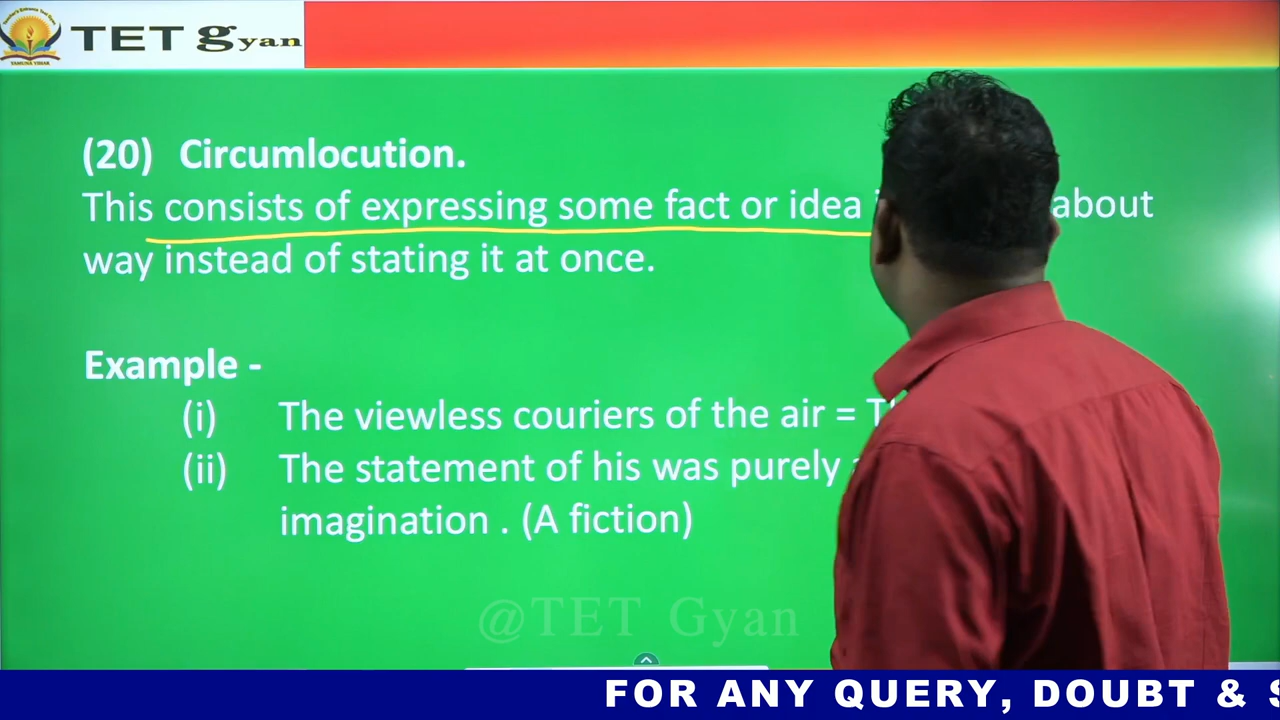 TET gyan
(20) Circumlocution.
This consists of expressing some fact or idea about
way instead of stating it at once.
Example -
(i) The viewless couriers of the air =
(ii) The statement of his was purely
imagination . (A fiction)
@TET Gyan
FOR ANY QUERY, DOUBT &